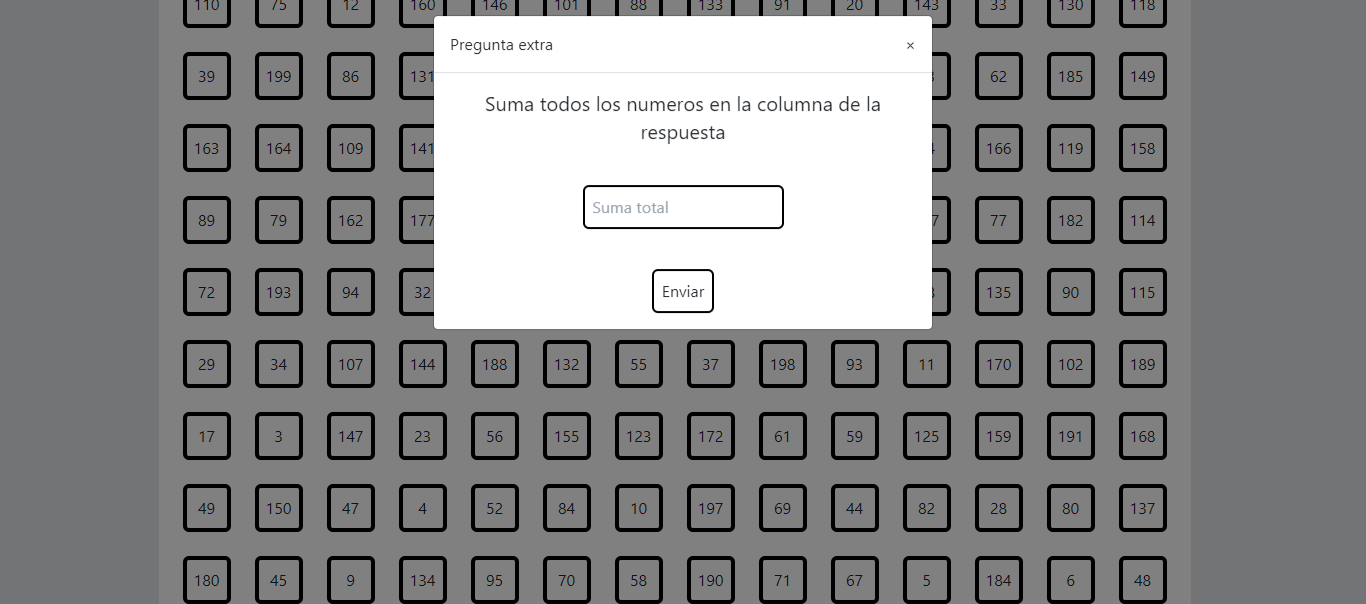 110 75 12 160 146 101 88 133 91 20 143 33 130 118
Pregunta extra ×
39 199 86 131 62 185 149
Suma todos los numeros en la columna de la
respuesta
163 164 109 141 166 119 158
Suma total
89 79 162 177 77 182 114
72 193 94 32 135 90 115
Enviar
29 34 107 144 188 132 55 37 198 93 11 170 102 189
17 3 147 23 56 155 123 172 61 59 125 159 191 168
49 150 47 4 52 84 10 197 69 44 82 28 80 137
180 45 9 134 95 70 58 190 71 67 5 184 6 48